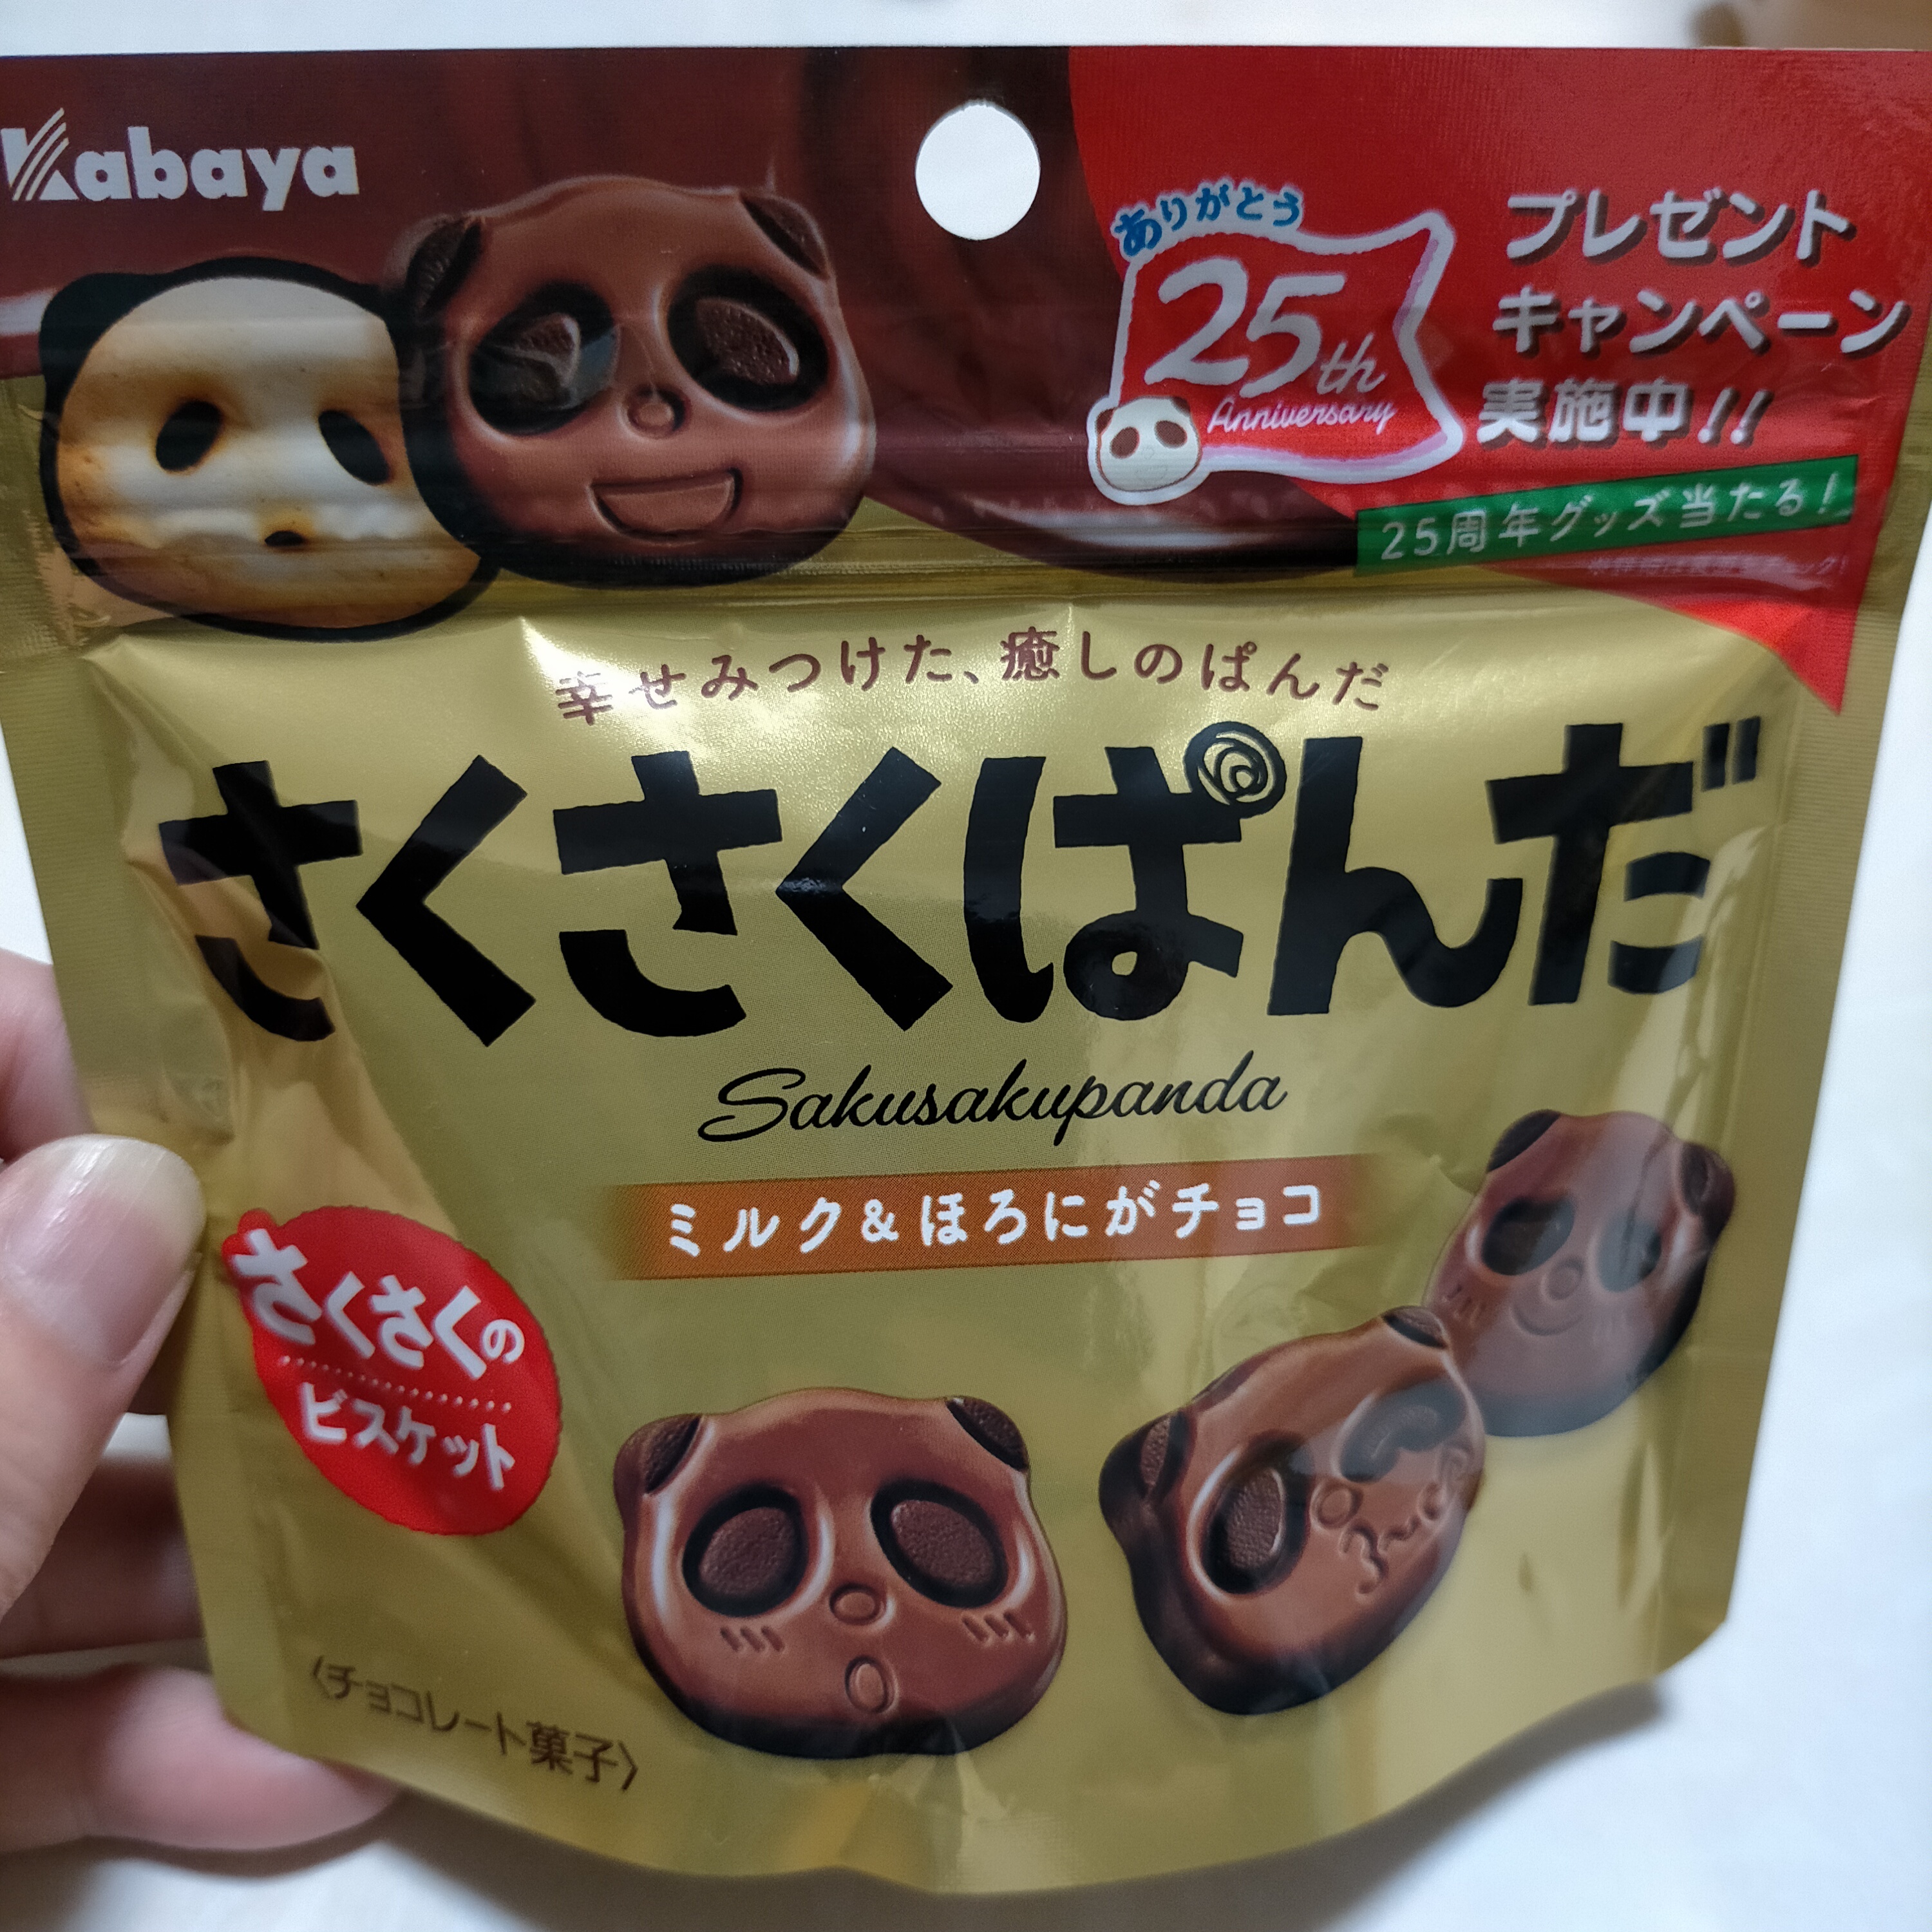 Kabaya
ありがとう
25th
Anniversary
プレゼント
キャンペーン
実施中!!
25周年グッズ当たる!
幸せみつけた、癒しのぱんだ
さくさくぱんだ
Sakusakupanda
ミルク&ほろにがチョコ
さくさくの
ビスケット
〈チョコレート菓子〉